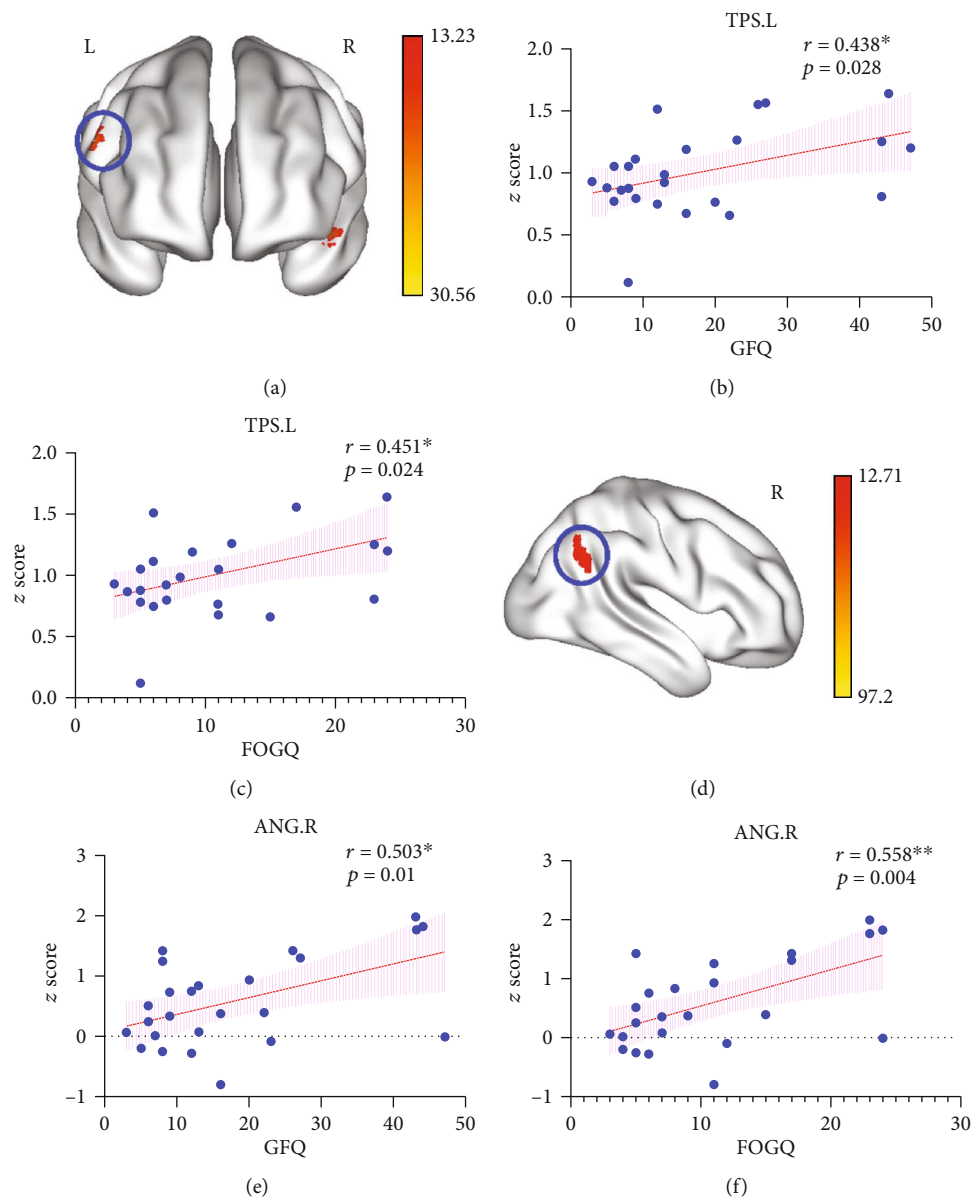 L
R
13.23
30.56
(a)
TPS.L
r = 0.438*
p = 0.028
2.0
1.5
1.0
0.5
0.0
z score
0 10 20 30 40 50
GFQ
(b)
TPS.L
r = 0.451*
p = 0.024
2.0
1.5
1.0
0.5
0.0
z score
0 10 20 30
FOGQ
(c)
R
12.71
97.2
(d)
ANG.R
r = 0.503*
p = 0.01
3
2
1
0
−1
z score
0 10 20 30 40 50
GFQ
(e)
ANG.R
r = 0.558**
p = 0.004
3
2
1
0
−1
z score
0 10 20 30
FOGQ
(f)